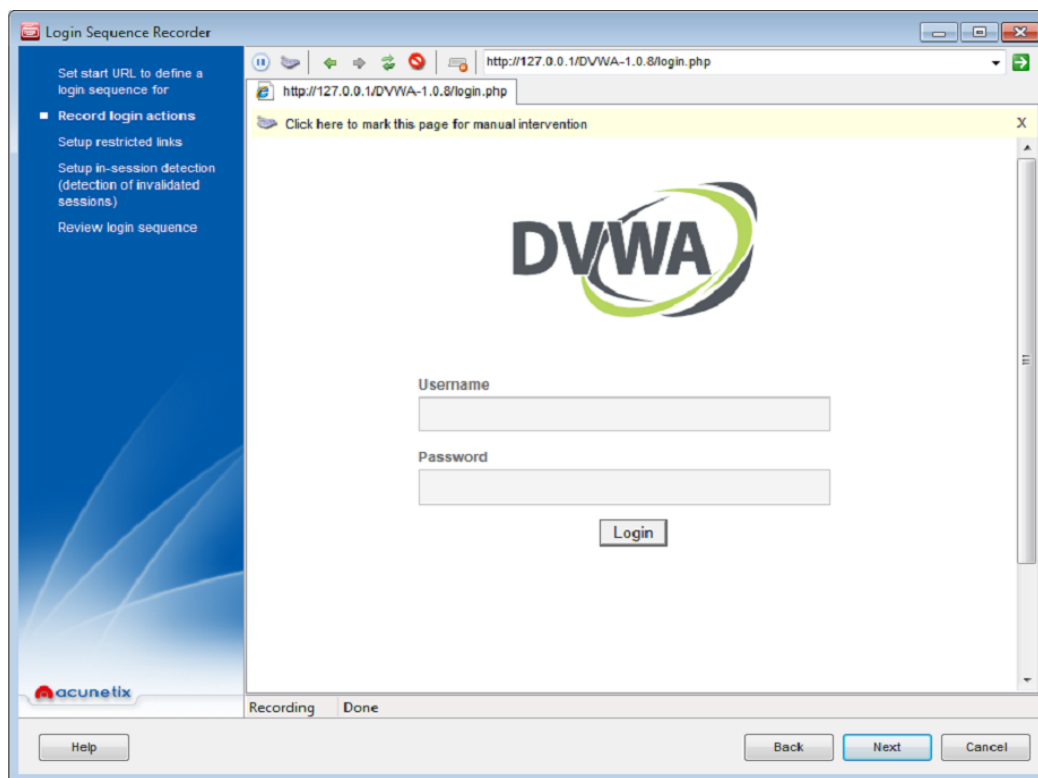 Login Sequence Recorder
Set start URL to define a
login sequence for
Record login actions
Setup restricted links
Setup in-session detection
(detection of invalidated
sessions)
Review login sequence
http://127.0.0.1/DVWA-1.0.8/login.php
http://127.0.0.1/DVWA-1.0.8/login.php
Click here to mark this page for manual intervention
X
DVWA
Username
Password
Login
acunetix
Recording Done
Help Back Next Cancel